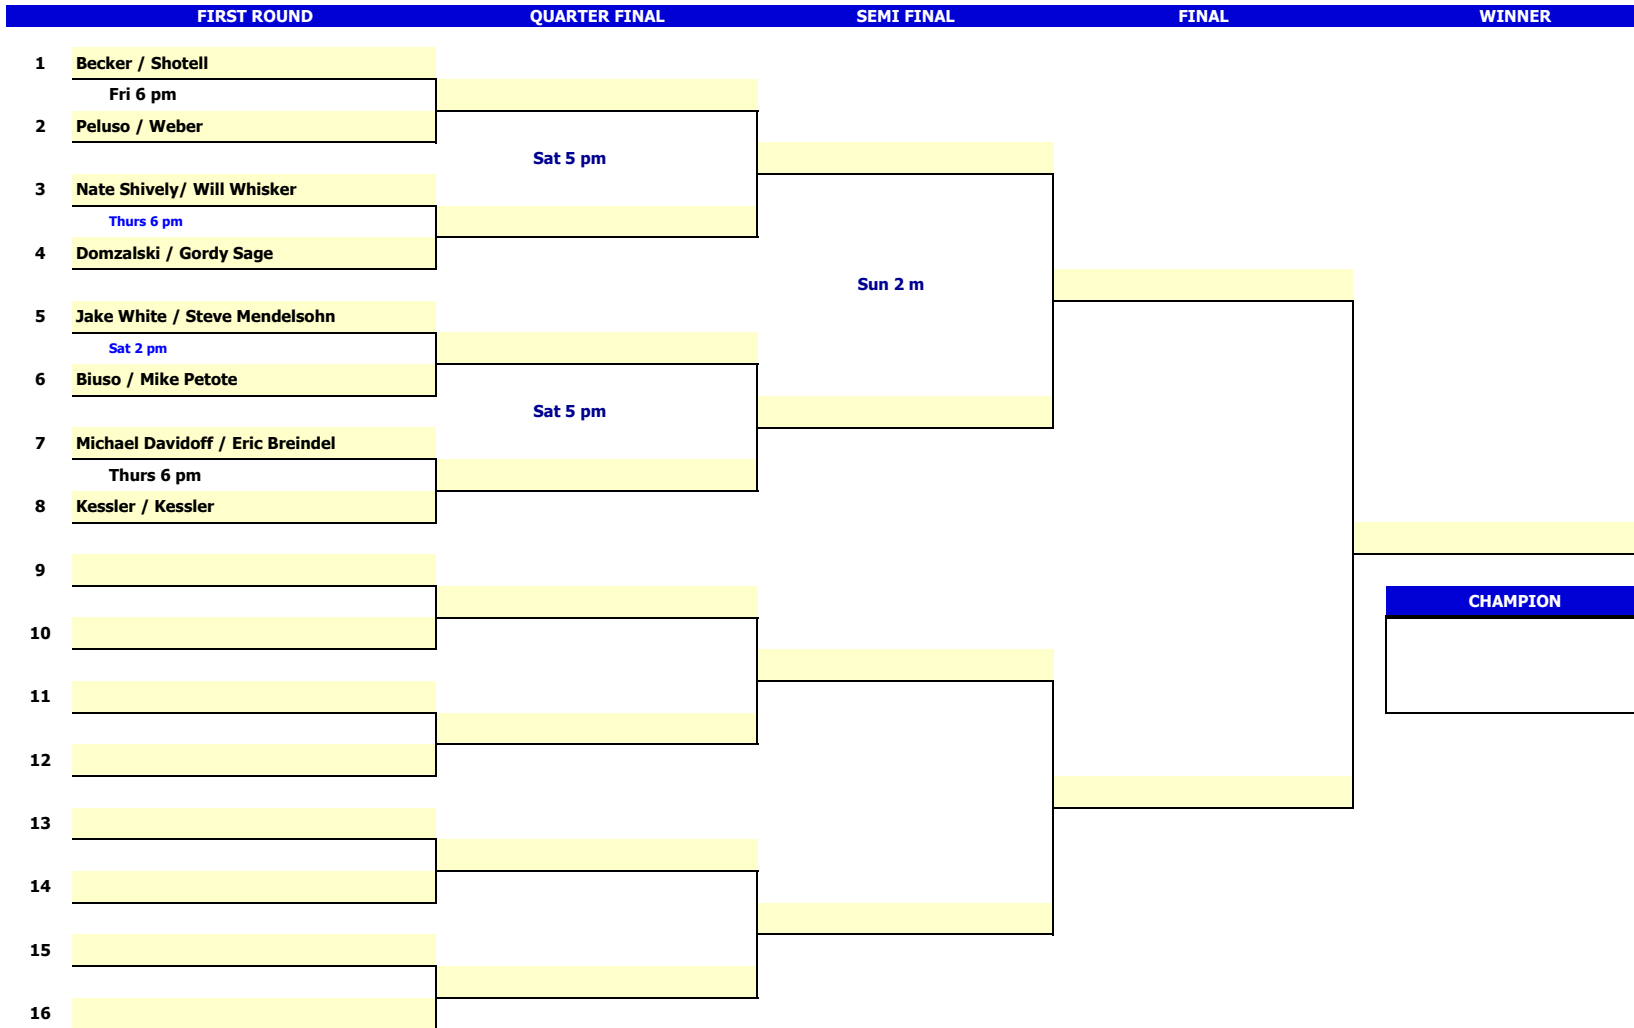 FIRST ROUND QUARTER FINAL SEMI FINAL FINAL WINNER
1 Becker / Shotell
Fri 6 pm
2 Peluso / Weber
Sat 5 pm
3 Nate Shively/ Will Whisker
Thurs 6 pm
4 Domzalski / Gordy Sage
Sun 2 m
5 Jake White / Steve Mendelsohn
Sat 2 pm
6 Biuso / Mike Petote
Sat 5 pm
7 Michael Davidoff / Eric Breindel
Thurs 6 pm
8 Kessler / Kessler
9
CHAMPION
10
11
12
13
14
15
16